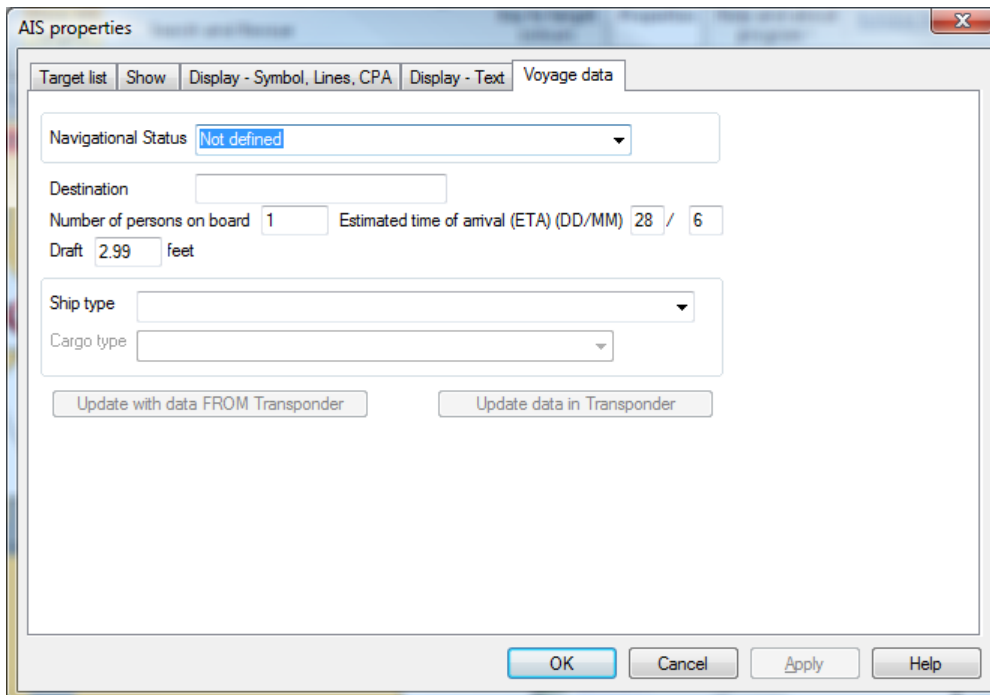 AIS properties
Target list Show Display - Symbol, Lines, CPA Display - Text Voyage data
Navigational Status Not defined
Destination
Number of persons on board 1 Estimated time of arrival (ETA) (DD/MM) 28 / 6
Draft 2.99 feet
Ship type
Cargo type
Update with data FROM Transponder Update data in Transponder
OK Cancel Apply Help